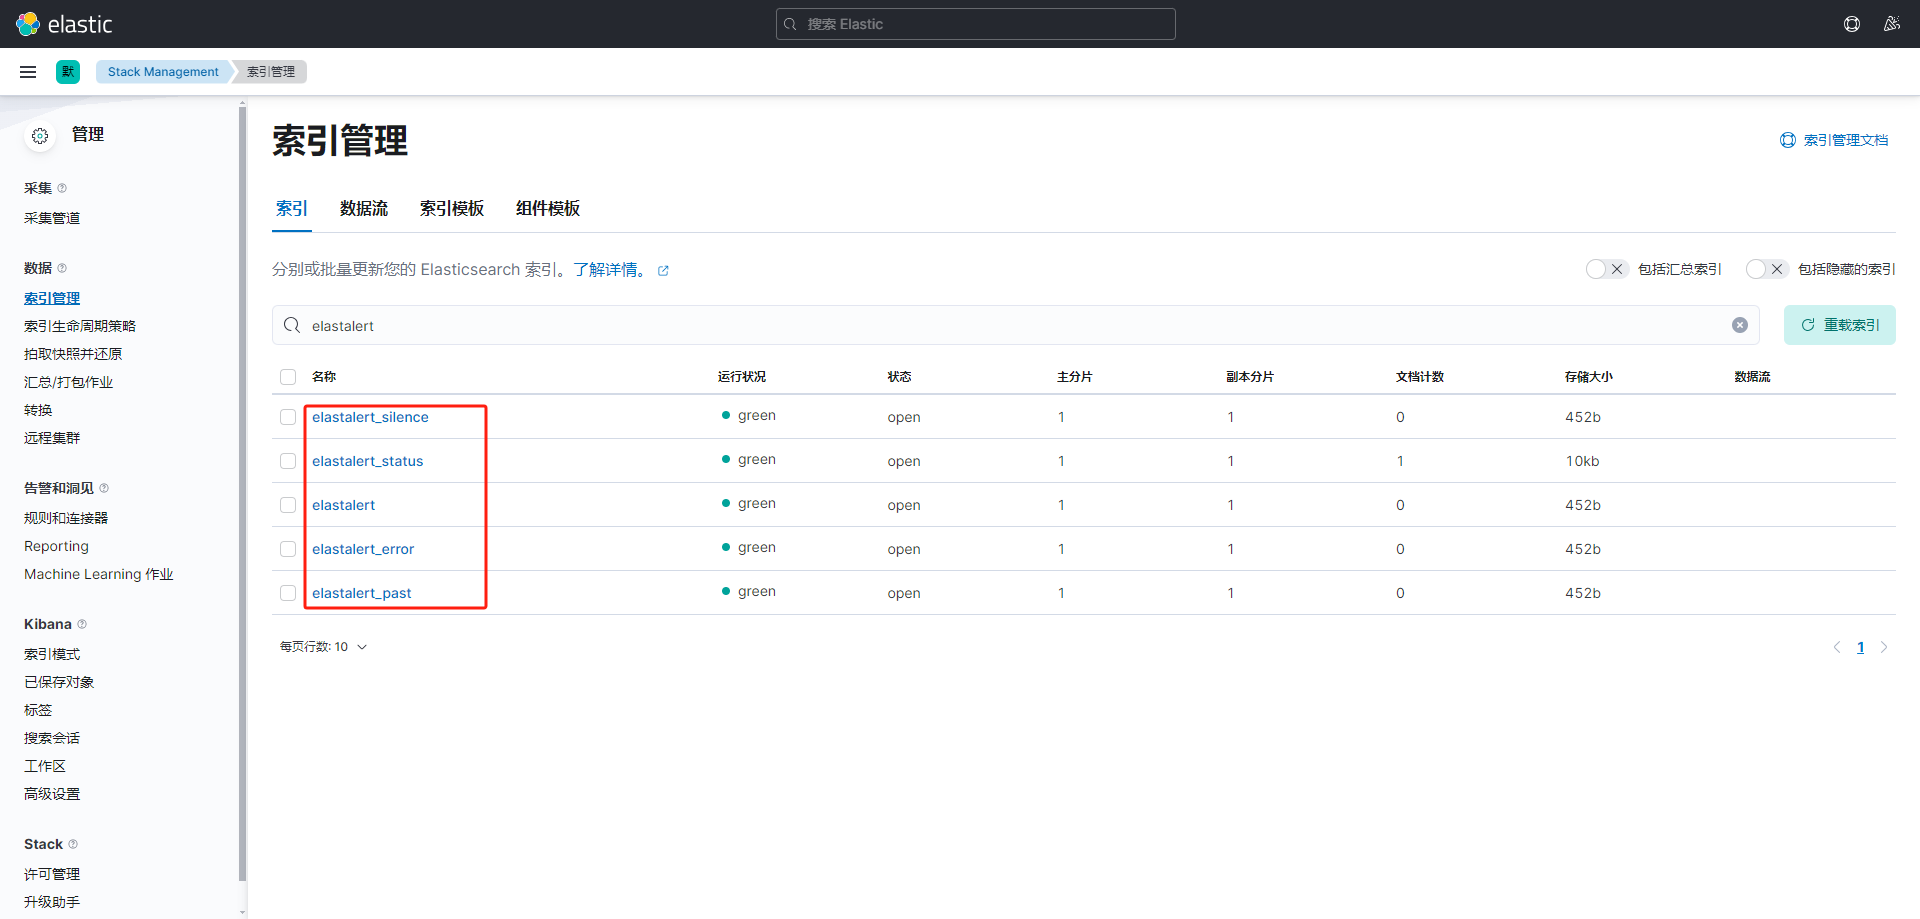 elastic
搜索 Elastic
默
Stack Management
索引管理
管理
采集
采集管道
数据
索引管理
索引生命周期策略
拍取快照并还原
汇总/打包作业
转换
远程集群
告警和洞见
规则和连接器
Reporting
Machine Learning 作业
Kibana
索引模式
已保存对象
标签
搜索会话
工作区
高级设置
Stack
许可管理
升级助手
索引管理
索引管理文档
索引 数据流 索引模板 组件模板
分别或批量更新您的 Elasticsearch 索引。了解详情。
包括汇总索引 包括隐藏的索引
elastalert
重载索引
名称 运行状况 状态 主分片 副本分片 文档计数 存储大小 数据流
elastalert_silence green open 1 1 0 452b
elastalert_status green open 1 1 1 10kb
elastalert green open 1 1 0 452b
elastalert_error green open 1 1 0 452b
elastalert_past green open 1 1 0 452b
每页行数: 10
1